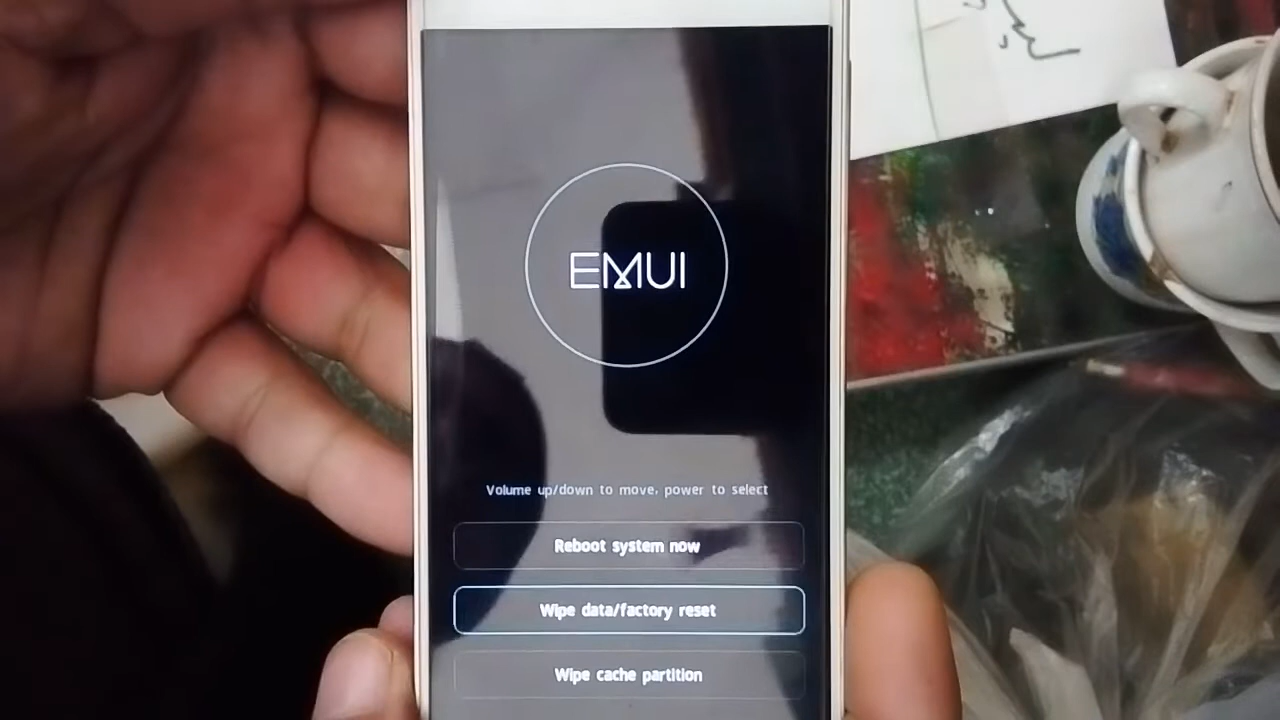 EMUI
Volume up/down to move, power to select
Reboot system now
Wipe data/factory reset
Wipe cache partition